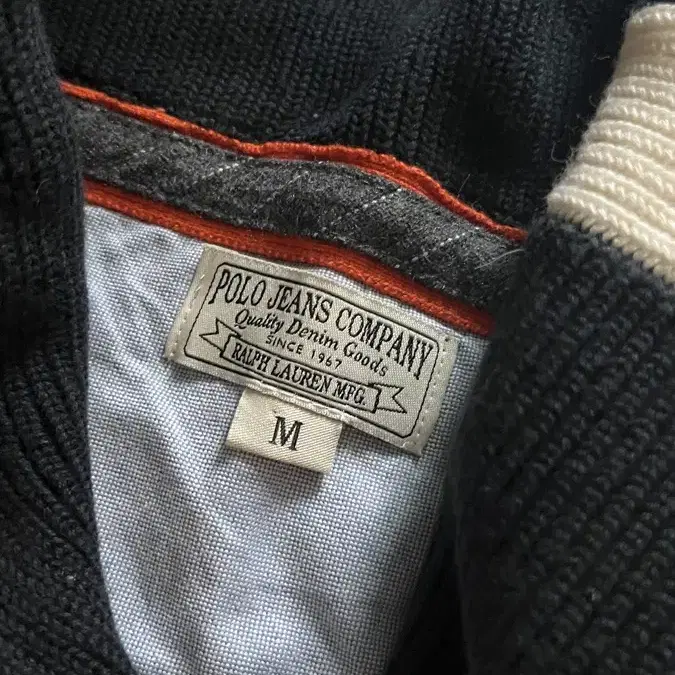 POLO JEANS COMPANY
Quality Denim Goods
SINCE 1967
RALPH LAUREN MFG.
M